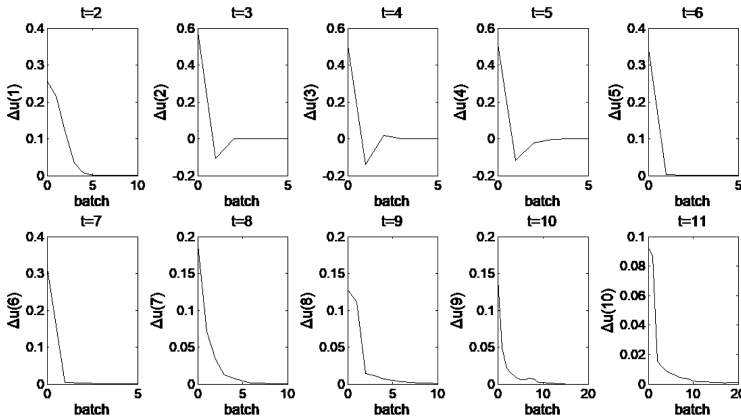 t=2
t=3
t=4
t=5
t=6
0.4
0.3
0.2
0.1
0
Δu(1)
0
5
10
batch
0.6
0.4
0.2
0
-0.2
Δu(2)
0
5
batch
0.6
0.4
0.2
0
-0.2
Δu(3)
0
5
batch
0.6
0.4
0.2
0
-0.2
Δu(4)
0
5
batch
0.4
0.3
0.2
0.1
0
Δu(5)
0
5
batch
t=7
t=8
t=9
t=10
t=11
0.4
0.3
0.2
0.1
0
Δu(6)
0
5
batch
0.2
0.15
0.1
0.05
0
Δu(7)
0
5
10
batch
0.2
0.15
0.1
0.05
0
Δu(8)
0
5
10
batch
0.2
0.15
0.1
0.05
0
Δu(9)
0
10
20
batch
0.1
0.08
0.06
0.04
0.02
0
Δu(10)
0
10
20
batch